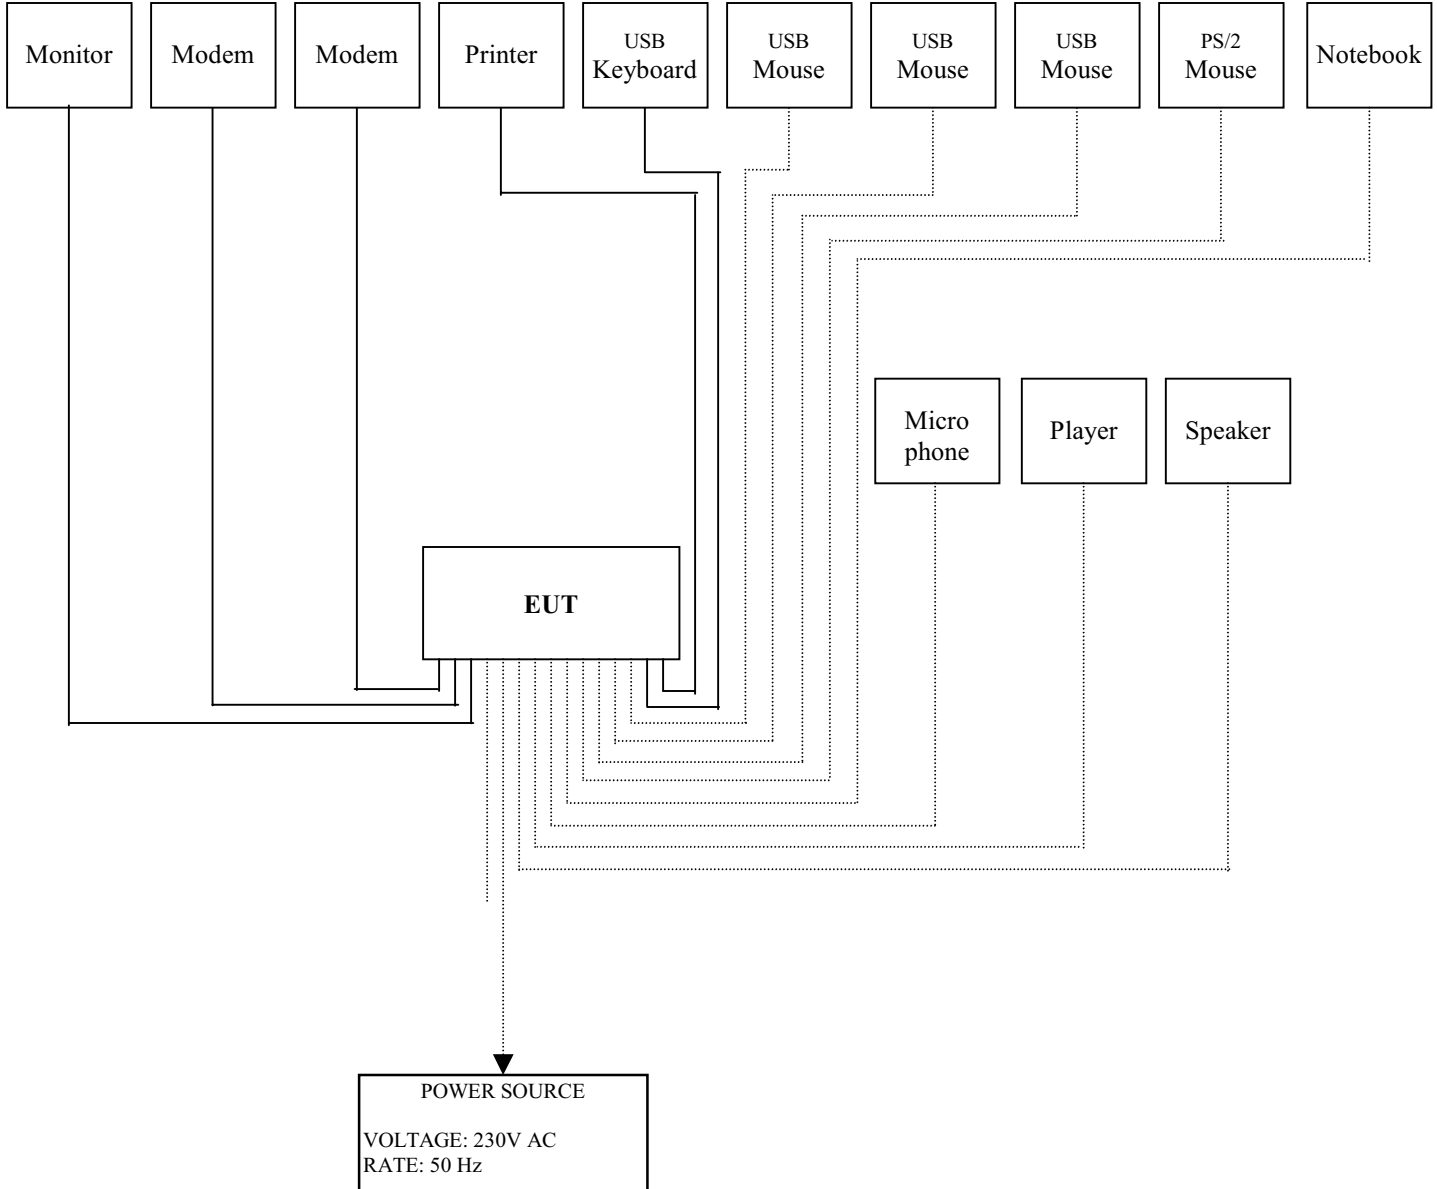 Monitor
Modem
Modem
Printer
USB
Keyboard
USB
Mouse
USB
Mouse
USB
Mouse
PS/2
Mouse
Notebook
Micro
phone
Player
Speaker
EUT
POWER SOURCE
VOLTAGE: 230V AC
RATE: 50 Hz